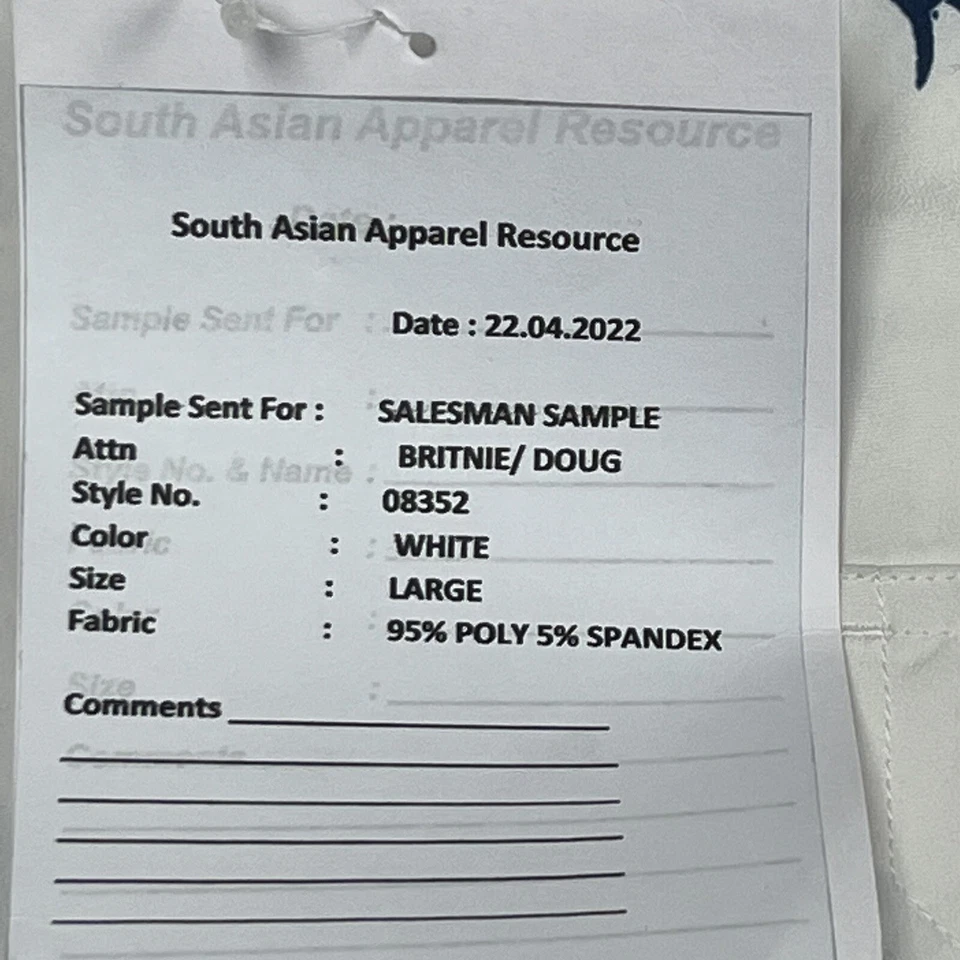 South Asian Apparel Resource
South Asian Apparel Resource
Date : 22.04.2022
Sample Sent For :
Sample Sent For : SALESMAN SAMPLE
Attn : BRITNIE/ DOUG
Style No. & Name :
Style No. : 08352
Color : WHITE
Size : LARGE
Fabric : 95% POLY 5% SPANDEX
Size :
Comments
Comments